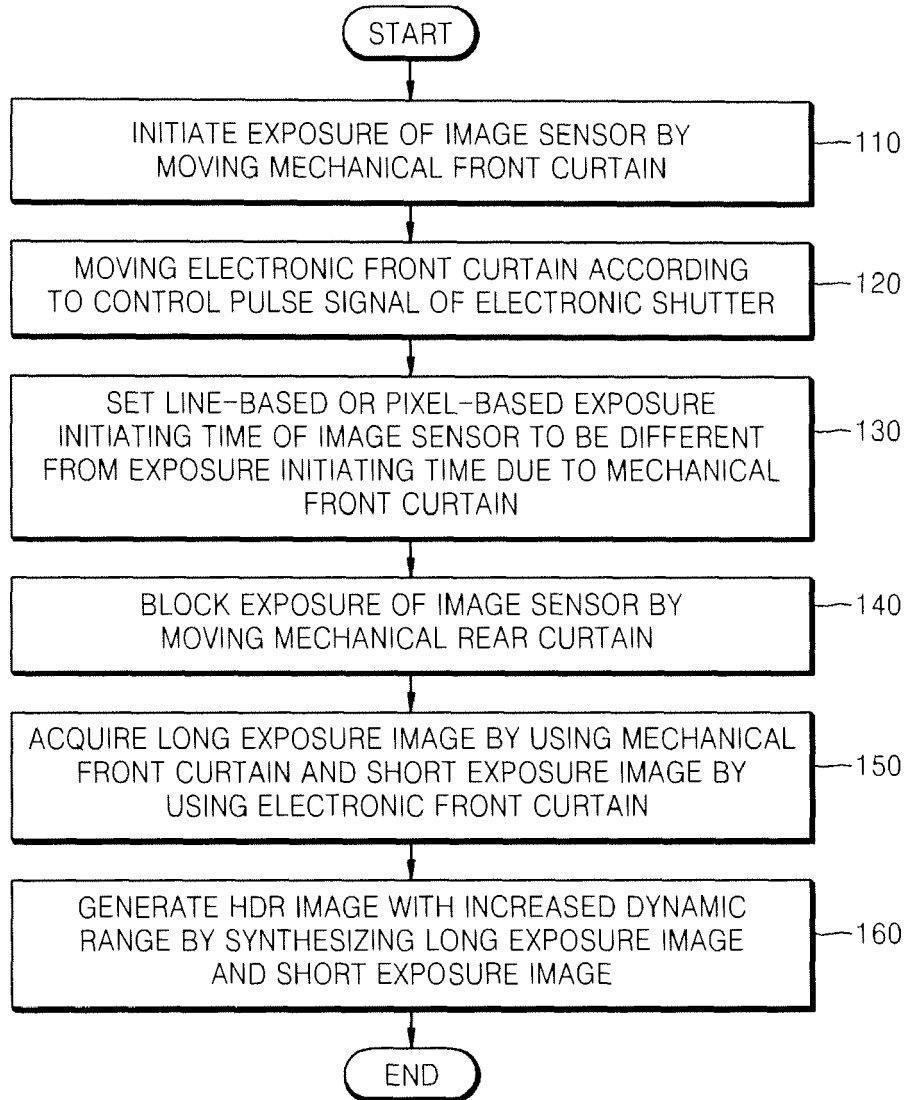 START
INITIATE EXPOSURE OF IMAGE SENSOR BY
MOVING MECHANICAL FRONT CURTAIN
110
MOVING ELECTRONIC FRONT CURTAIN ACCORDING
TO CONTROL PULSE SIGNAL OF ELECTRONIC SHUTTER
120
SET LINE-BASED OR PIXEL-BASED EXPOSURE
INITIATING TIME OF IMAGE SENSOR TO BE DIFFERENT
FROM EXPOSURE INITIATING TIME DUE TO MECHANICAL
FRONT CURTAIN
130
BLOCK EXPOSURE OF IMAGE SENSOR BY
MOVING MECHANICAL REAR CURTAIN
140
ACQUIRE LONG EXPOSURE IMAGE BY USING MECHANICAL
FRONT CURTAIN AND SHORT EXPOSURE IMAGE BY
USING ELECTRONIC FRONT CURTAIN
150
GENERATE HDR IMAGE WITH INCREASED DYNAMIC
RANGE BY SYNTHESIZING LONG EXPOSURE IMAGE
AND SHORT EXPOSURE IMAGE
160
END